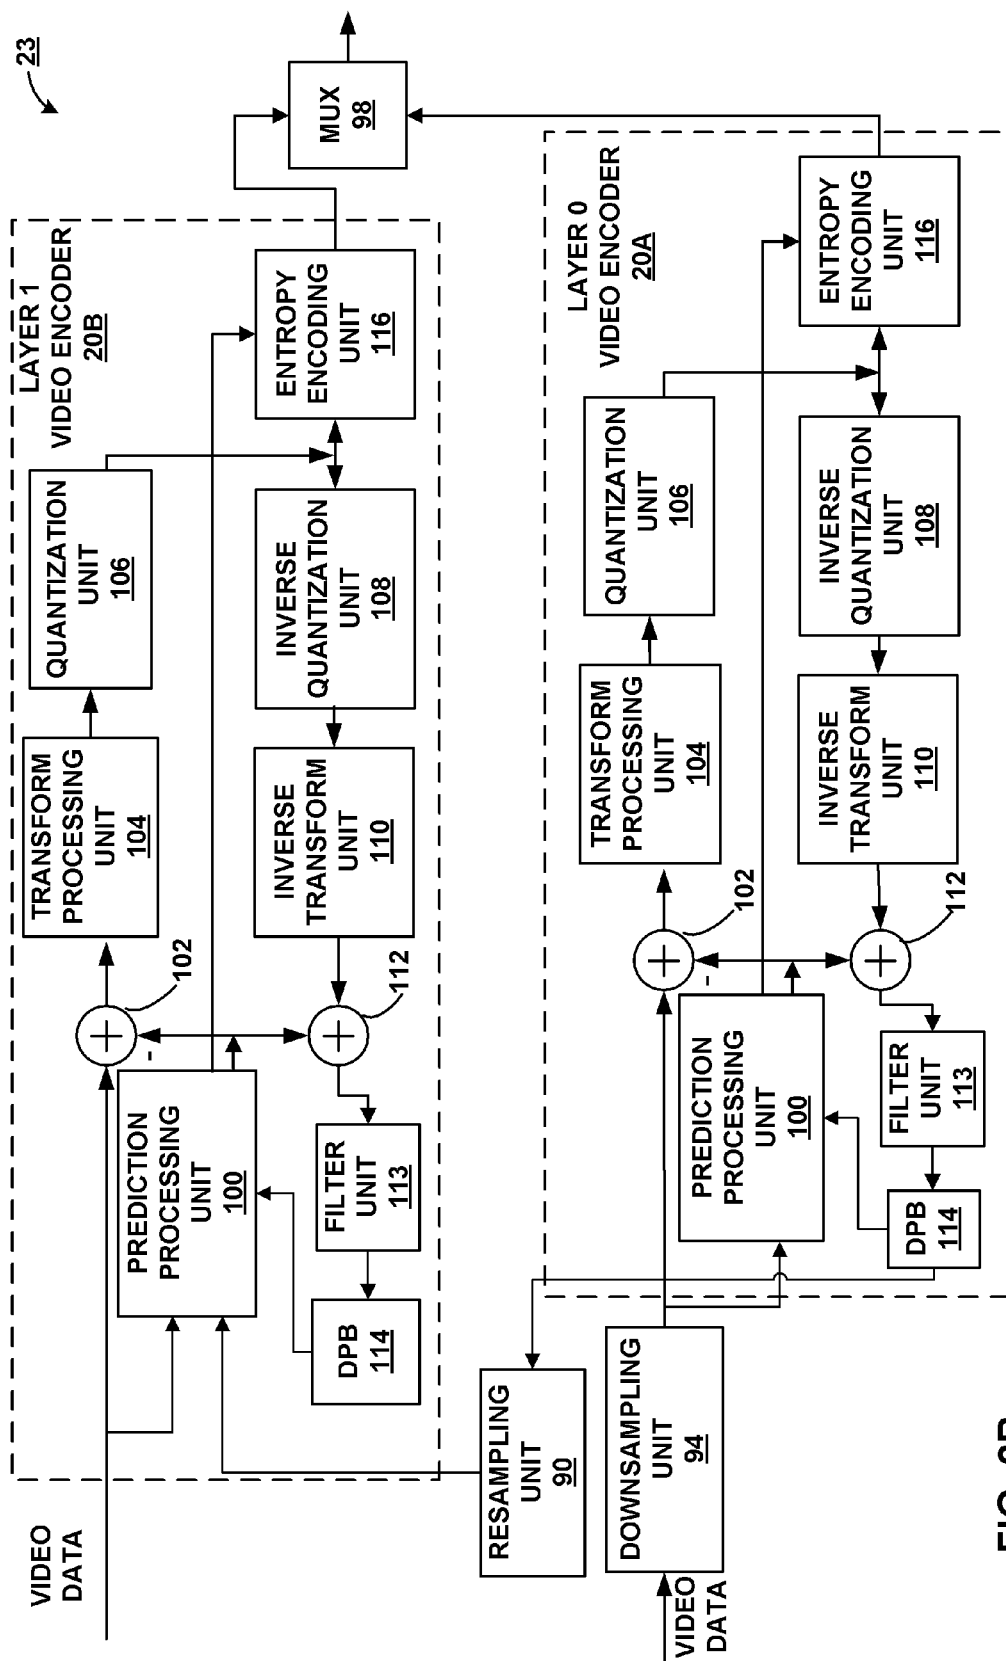 23
LAYER 1
VIDEO ENCODER
20B
VIDEO
DATA
TRANSFORM
PROCESSING
UNIT
104
QUANTIZATION
UNIT
106
102
-
PREDICTION
PROCESSING
UNIT
100
MUX
98
DPB
114
FILTER
UNIT
113
112
INVERSE
TRANSFORM
UNIT
110
INVERSE
QUANTIZATION
UNIT
108
ENTROPY
ENCODING
UNIT
116
RESAMPLING
UNIT
90
LAYER 0
VIDEO ENCODER
20A
VIDEO
DATA
DOWNSAMPLING
UNIT
94
TRANSFORM
PROCESSING
UNIT
104
QUANTIZATION
UNIT
106
102
-
PREDICTION
PROCESSING
UNIT
100
DPB
114
FILTER
UNIT
113
112
INVERSE
TRANSFORM
UNIT
110
INVERSE
QUANTIZATION
UNIT
108
ENTROPY
ENCODING
UNIT
116
FIG.